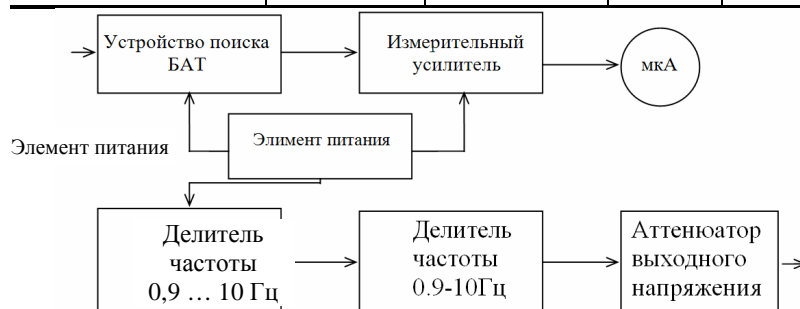 Устройство поиска
БАТ
Измерительный
усилитель
мкА
Элемент питания
Элимент питания
Делитель
частоты
0,9 … 10 Гц
Делитель
частоты
0.9-10Гц
Аттенюатор
выходного
напряжения